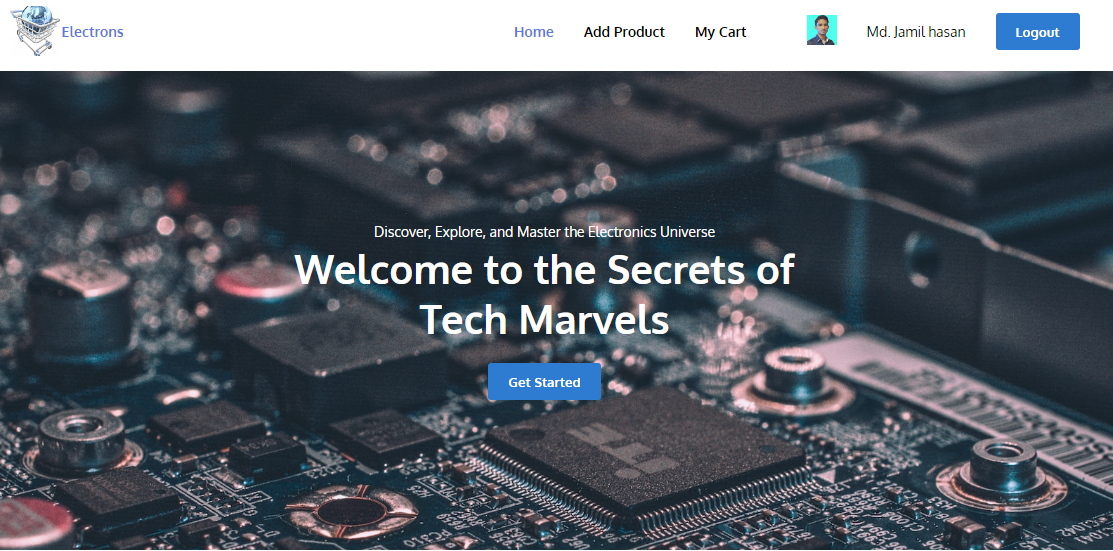 Electrons
Home
Add Product
My Cart
Md. Jamil hasan
Logout
Discover, Explore, and Master the Electronics Universe
Welcome to the Secrets of
Tech Marvels
Get Started